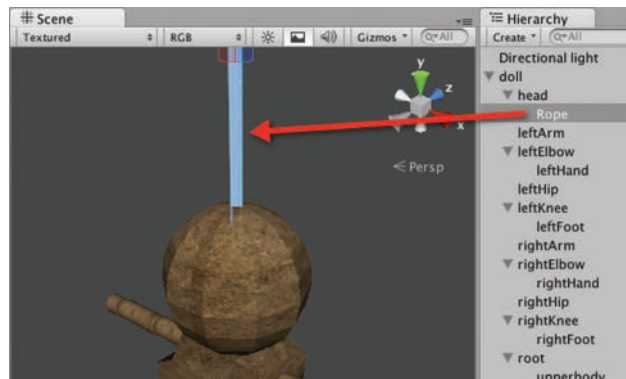 Scene
Textured RGB Gizmos Q▾All
y
z
x
Persp
Hierarchy
Create Q▾All
Directional light
doll
head
Rope
leftArm
leftElbow
leftHand
leftHip
leftKnee
leftFoot
rightArm
rightElbow
rightHand
rightHip
rightKnee
rightFoot
root
upperbody